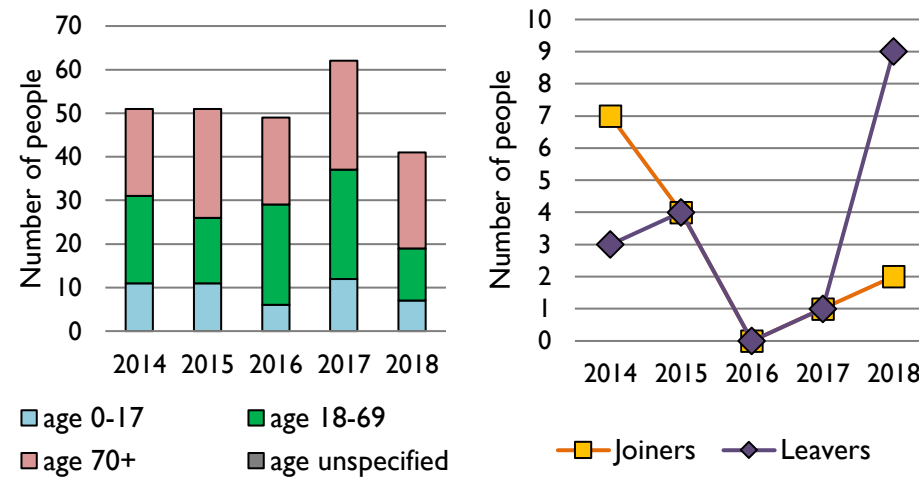 Number of people
70
60
50
40
30
20
10
0
2014 2015 2016 2017 2018
age 0-17 age 18-69
age 70+ age unspecified
Number of people
10
9
8
7
6
5
4
3
2
1
0
2014 2015 2016 2017 2018
Joiners Leavers